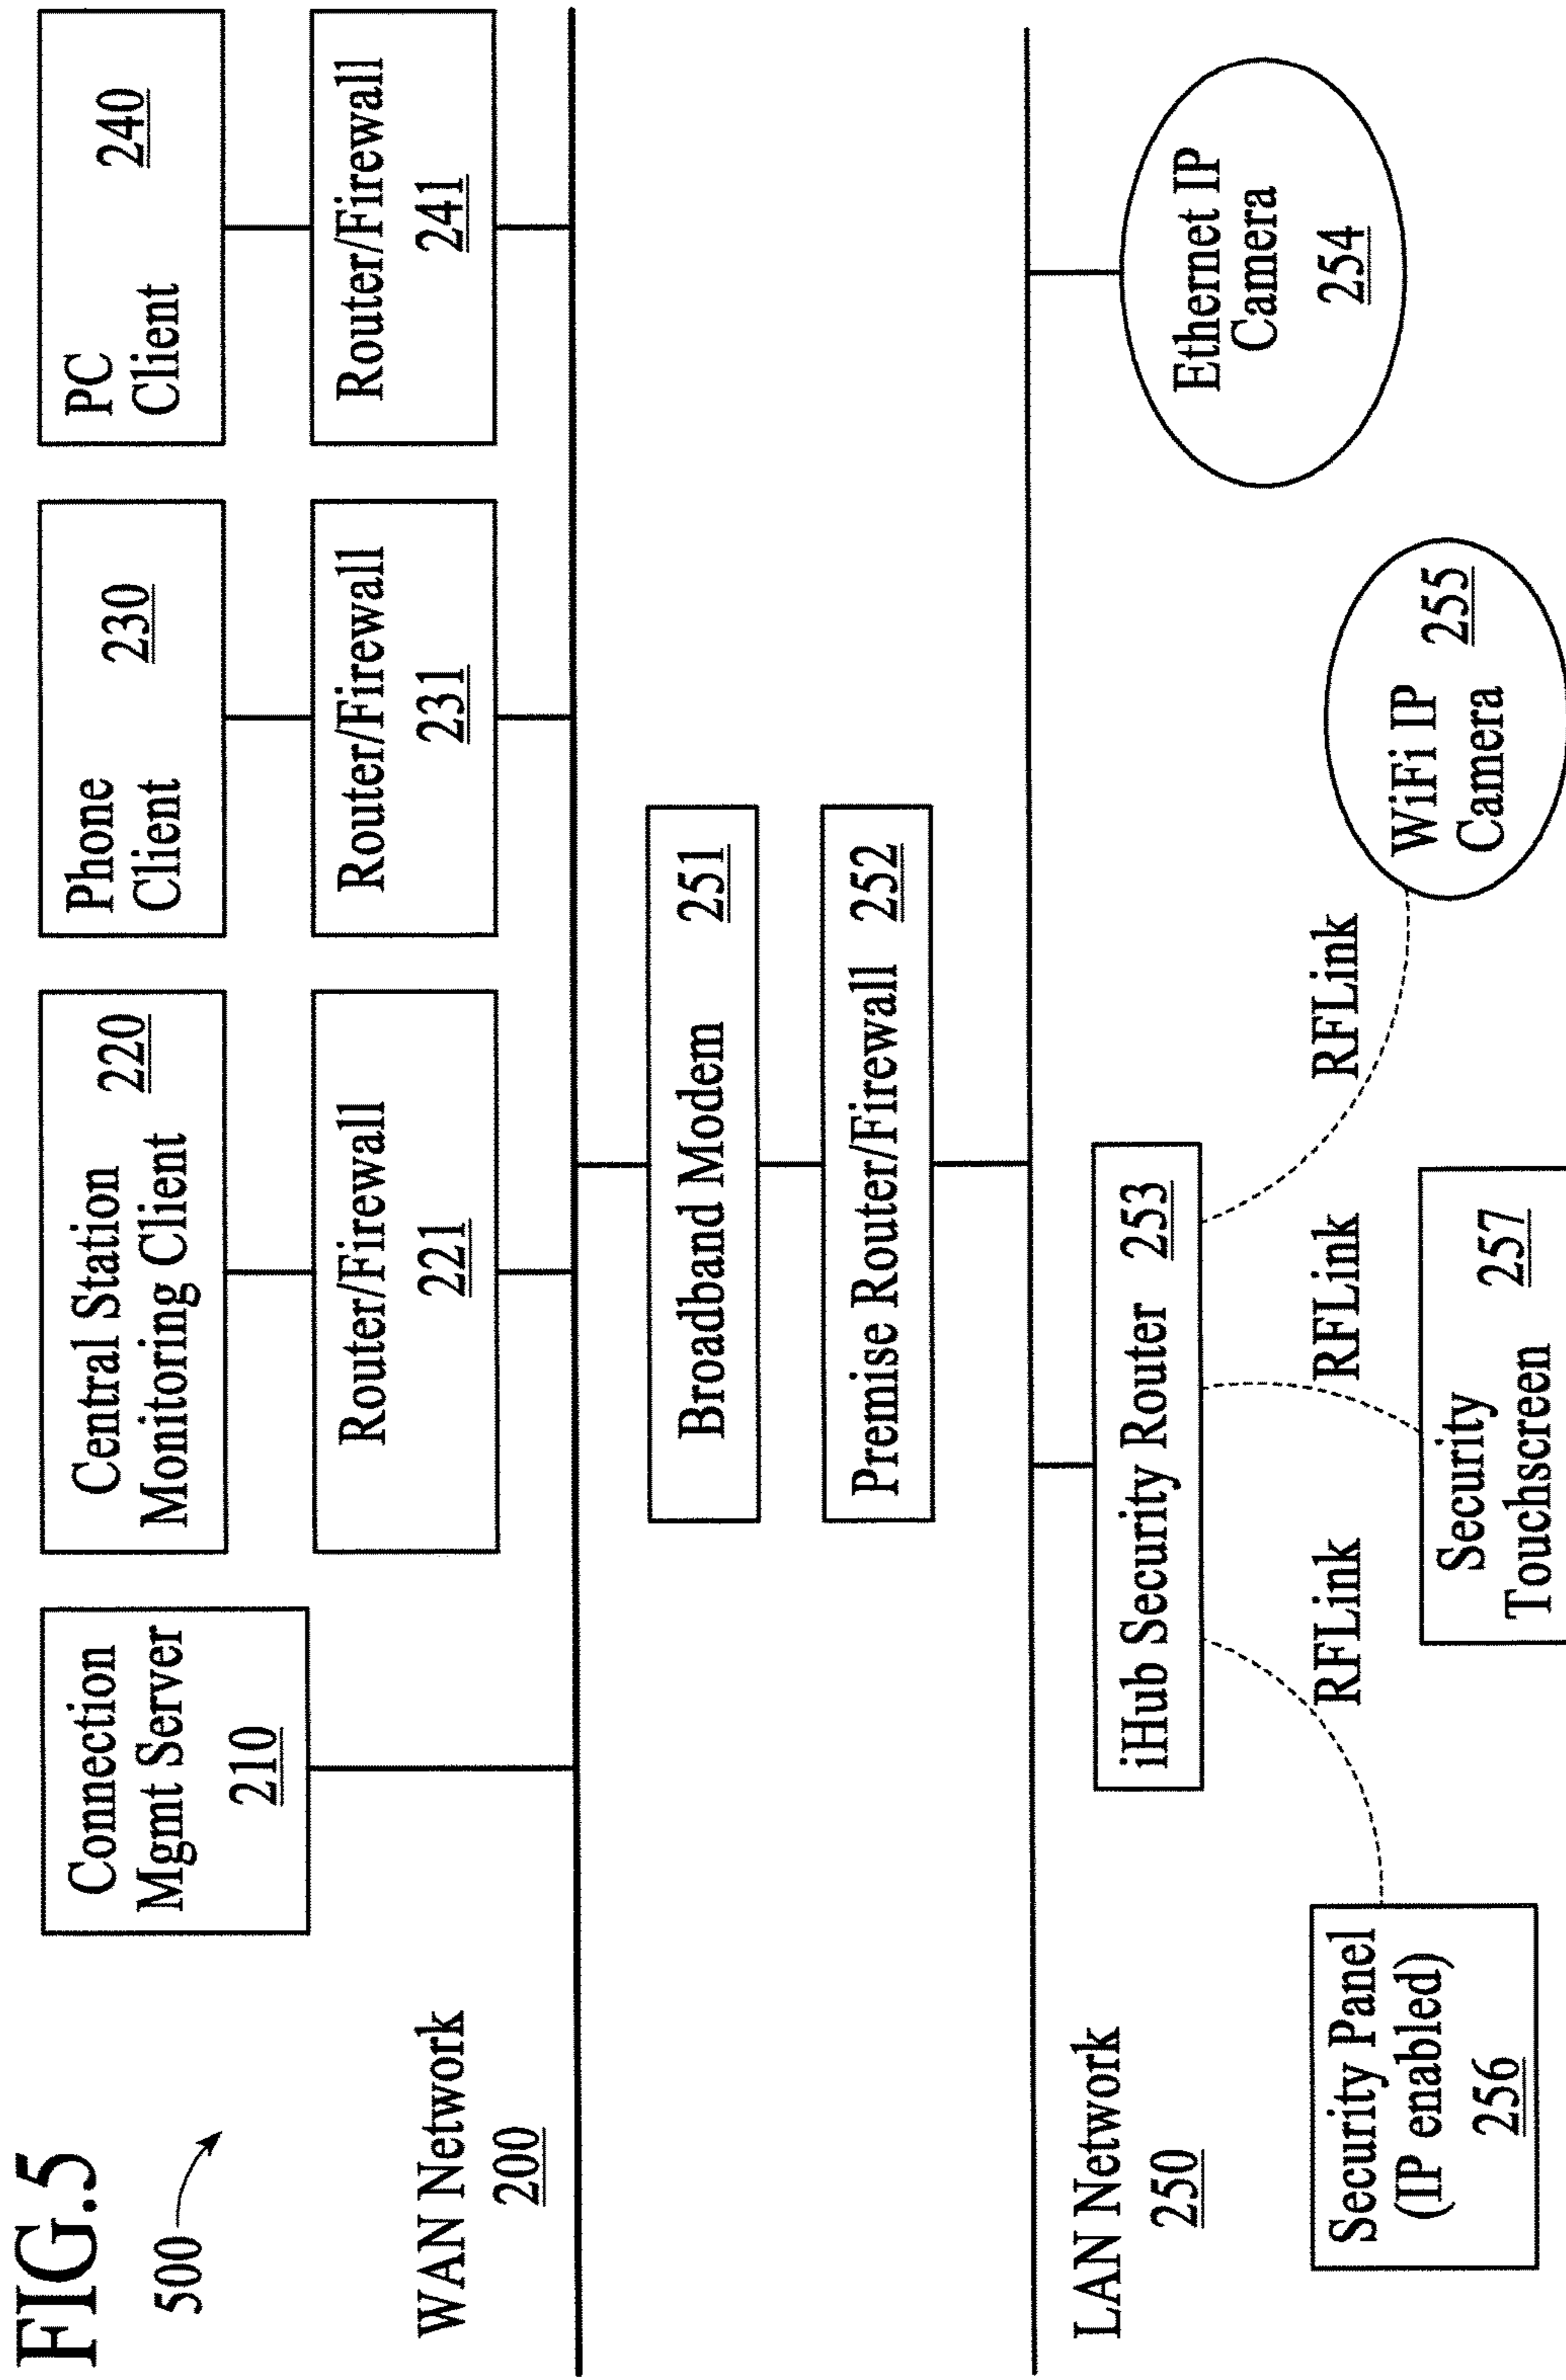 FIG.5
500
Connection
Mgmt Server
210
Central Station
Monitoring Client
220
Phone
Client
230
PC
Client
240
Router/Firewall
221
Router/Firewall
231
Router/Firewall
241
WAN Network
200
Broadband Modem 251
Premise Router/Firewall 252
LAN Network
250
iHub Security Router 253
Ethernet IP
Camera
254
RFLink
RFLink
RFLink
Security Panel
(IP enabled)
256
Security
Touchscreen
257
WiFi IP
Camera
255